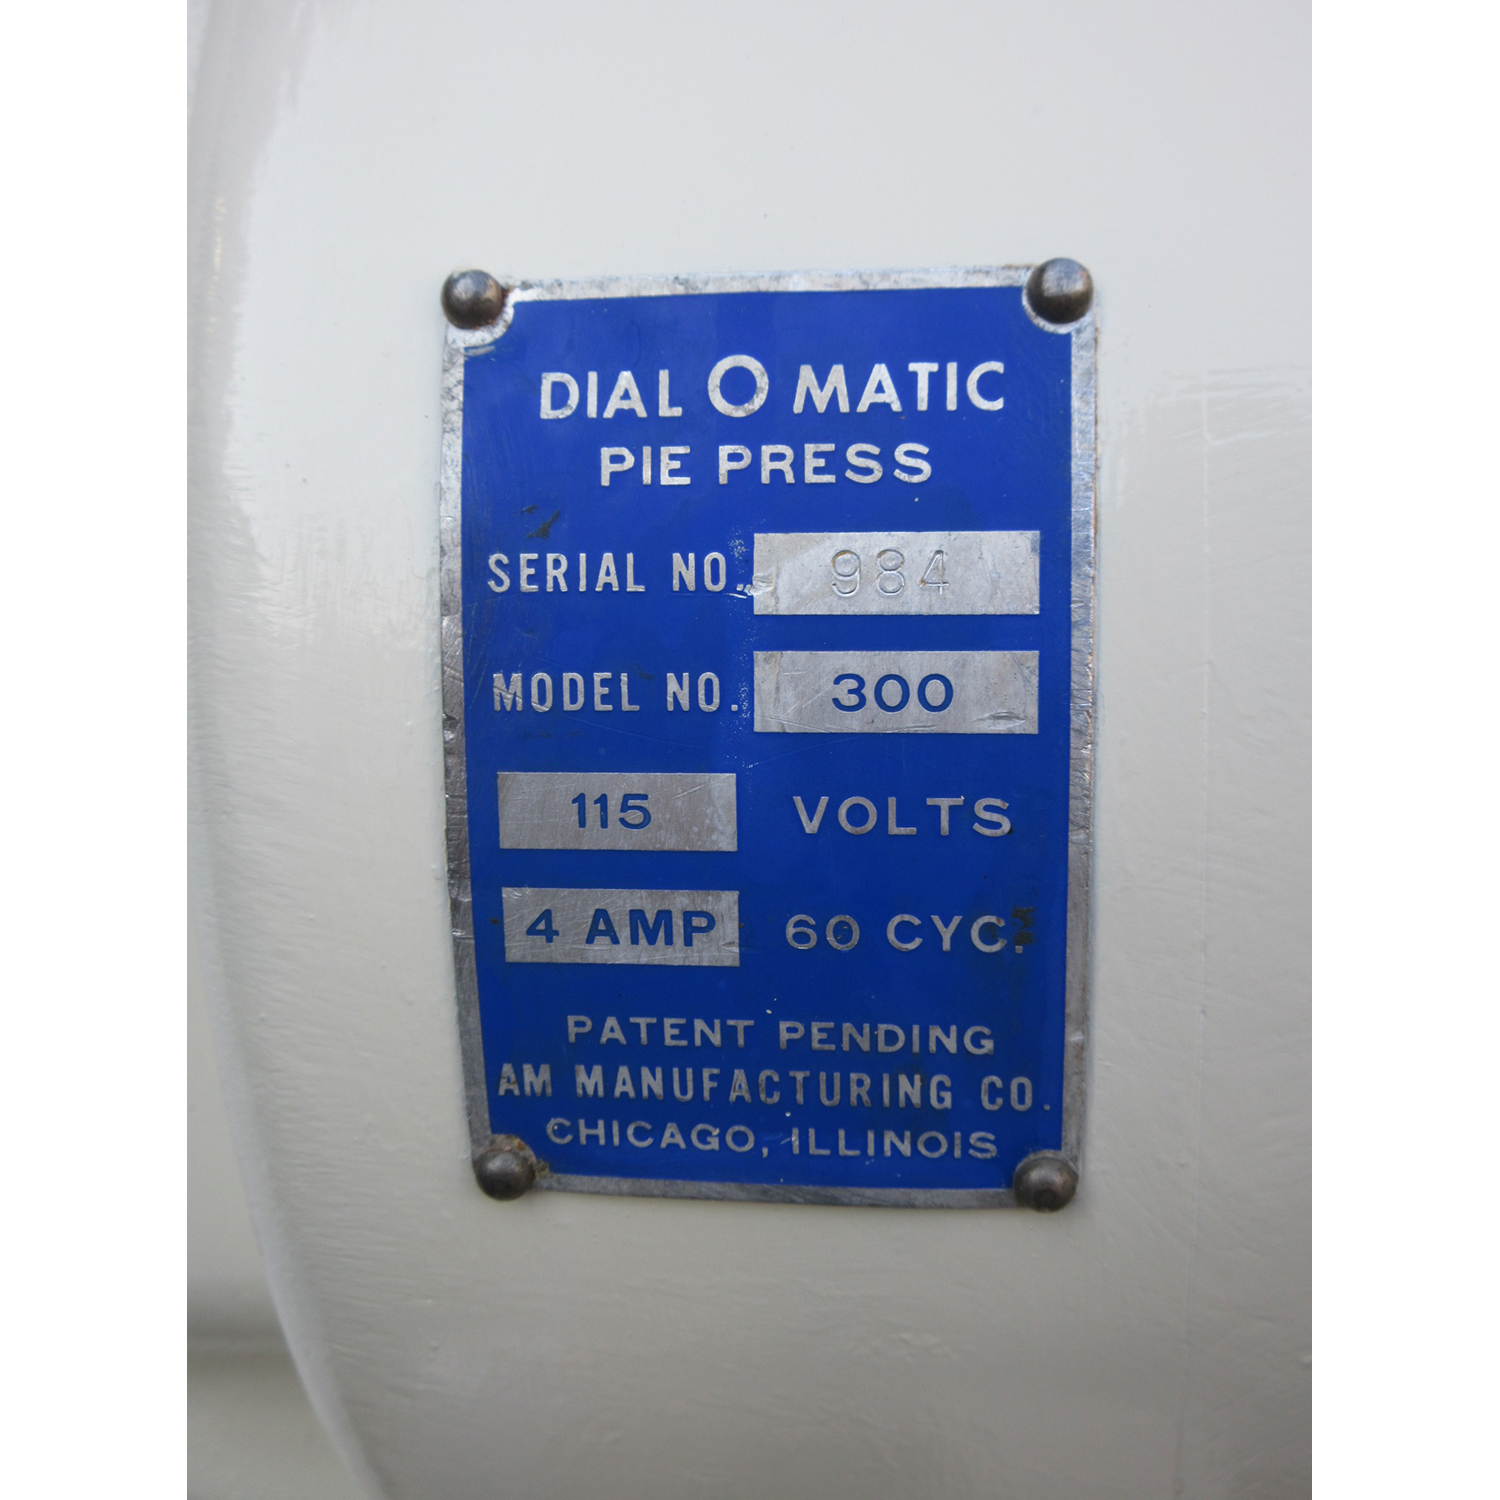 DIAL O MATIC
PIE PRESS
SERIAL NO. 984
MODEL NO. 300
115 VOLTS
4 AMP 60 CYC.
PATENT PENDING
AM MANUFACTURING CO.
CHICAGO, ILLINOIS